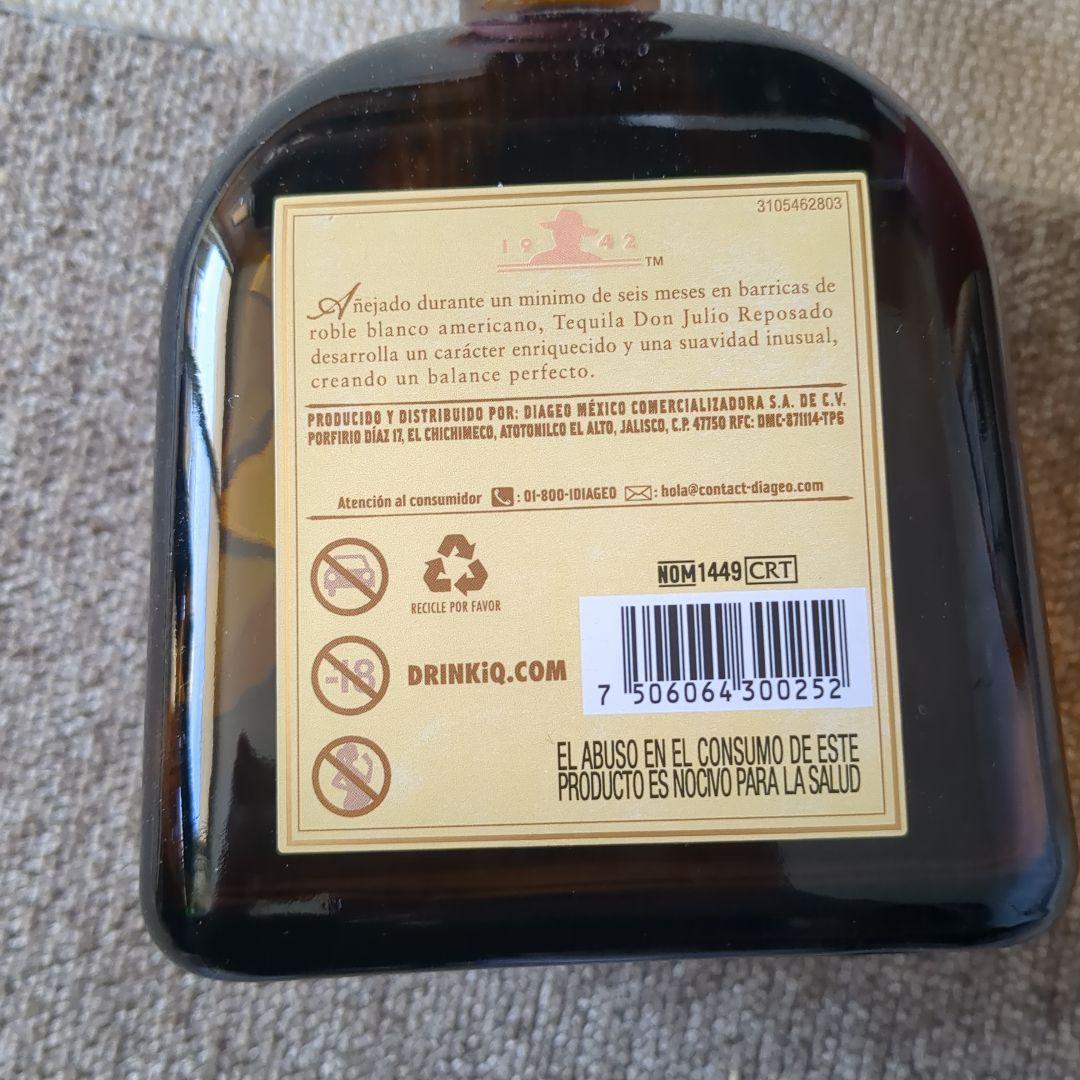 3105462803
19 42 TM
Añejado durante un minimo de seis meses en barricas de
roble blanco americano, Tequila Don Julio Reposado
desarrolla un carácter enriquecido y una suavidad inusual,
creando un balance perfecto.
PRODUCIDO Y DISTRIBUIDO POR: DIAGEO MÉXICO COMERCIALIZADORA S.A. DE C.V.
PORFIRIO DÍAZ 17, EL CHICHIMECO, ATOTONILCO EL ALTO, JALISCO, C.P. 47750 RFC: DMC-871114-TP6
Atención al consumidor : 01-800-1DIAGEO : hola@contact-diageo.com
RECICLE POR FAVOR
NOM1449 CRT
-18
DRINKiQ.COM
7 506064 300252
EL ABUSO EN EL CONSUMO DE ESTE
PRODUCTO ES NOCIVO PARA LA SALUD